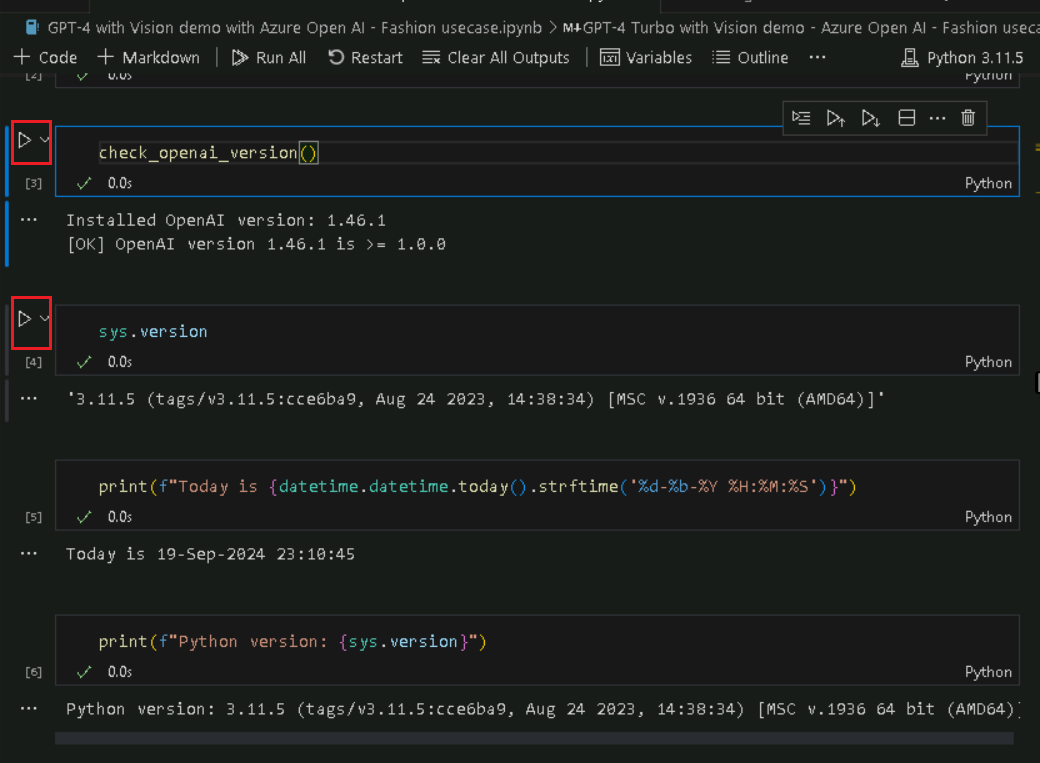 GPT-4 with Vision demo with Azure Open AI - Fashion usecase.ipynb > M↓GPT-4 Turbo with Vision demo - Azure Open AI - Fashion useca
+ Code + Markdown | Run All Restart Clear All Outputs | Variables Outline ··· Python 3.11.5
[2] ✓ 0.0s Python
check_openai_version()
[3] ✓ 0.0s Python
··· Installed OpenAI version: 1.46.1
[OK] OpenAI version 1.46.1 is >= 1.0.0
sys.version
[4] ✓ 0.0s Python
··· '3.11.5 (tags/v3.11.5:cce6ba9, Aug 24 2023, 14:38:34) [MSC v.1936 64 bit (AMD64)]'
print(f"Today is {datetime.datetime.today().strftime('%d-%b-%Y %H:%M:%S')}")
[5] ✓ 0.0s Python
··· Today is 19-Sep-2024 23:10:45
print(f"Python version: {sys.version}")
[6] ✓ 0.0s Python
··· Python version: 3.11.5 (tags/v3.11.5:cce6ba9, Aug 24 2023, 14:38:34) [MSC v.1936 64 bit (AMD64)]